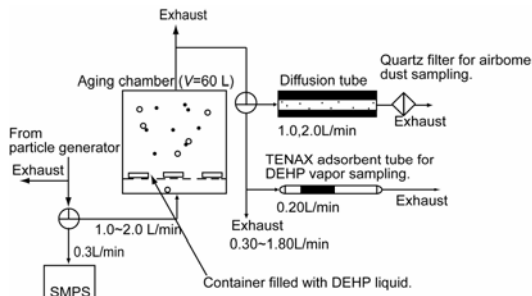 Exhaust
Aging chamber (V=60 L)
Diffusion tube
Quartz filter for airbome
dust sampling.
1.0,2.0L/min
Exhaust
From
particle generator
Exhaust
TENAX adsorbent tube for
DEHP vapor sampling.
0.20L/min
Exhaust
1.0~2.0 L/min
Exhaust
0.30~1.80L/min
0.3L/min
Container filled with DEHP liquid.
SMPS